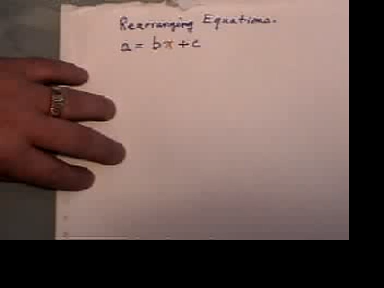 Rearranging Equations.
a = bx + c